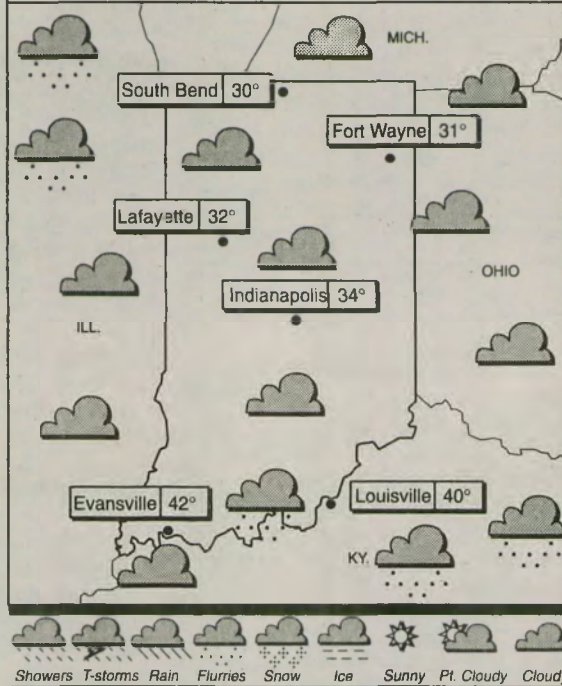 MICH.
South Bend 30°
Fort Wayne 31°
Lafayette 32°
OHIO
Indianapolis 34°
ILL.
Evansville 42°
Louisville 40°
KY.
Showers T-storms Rain Flurries Snow Ice Sunny Pt. Cloudy Cloudy